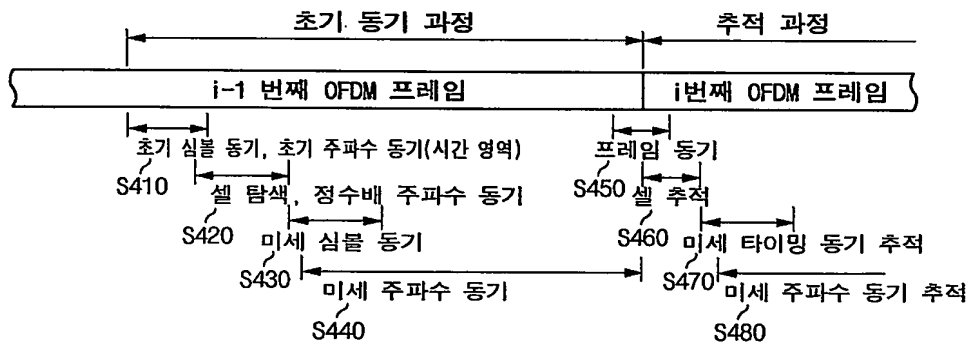 초기 동기 과정
추적 과정
i-1 번째 OFDM 프레임
i번째 OFDM 프레임
초기 심볼 동기, 초기 주파수 동기(시간 영역)
프레임 동기
S410
S450
셀 탐색, 정수배 주파수 동기
셀 추적
S420
S460
미세 심볼 동기
미세 타이밍 동기 추적
S430
S470
미세 주파수 동기
미세 주파수 동기 추적
S440
S480